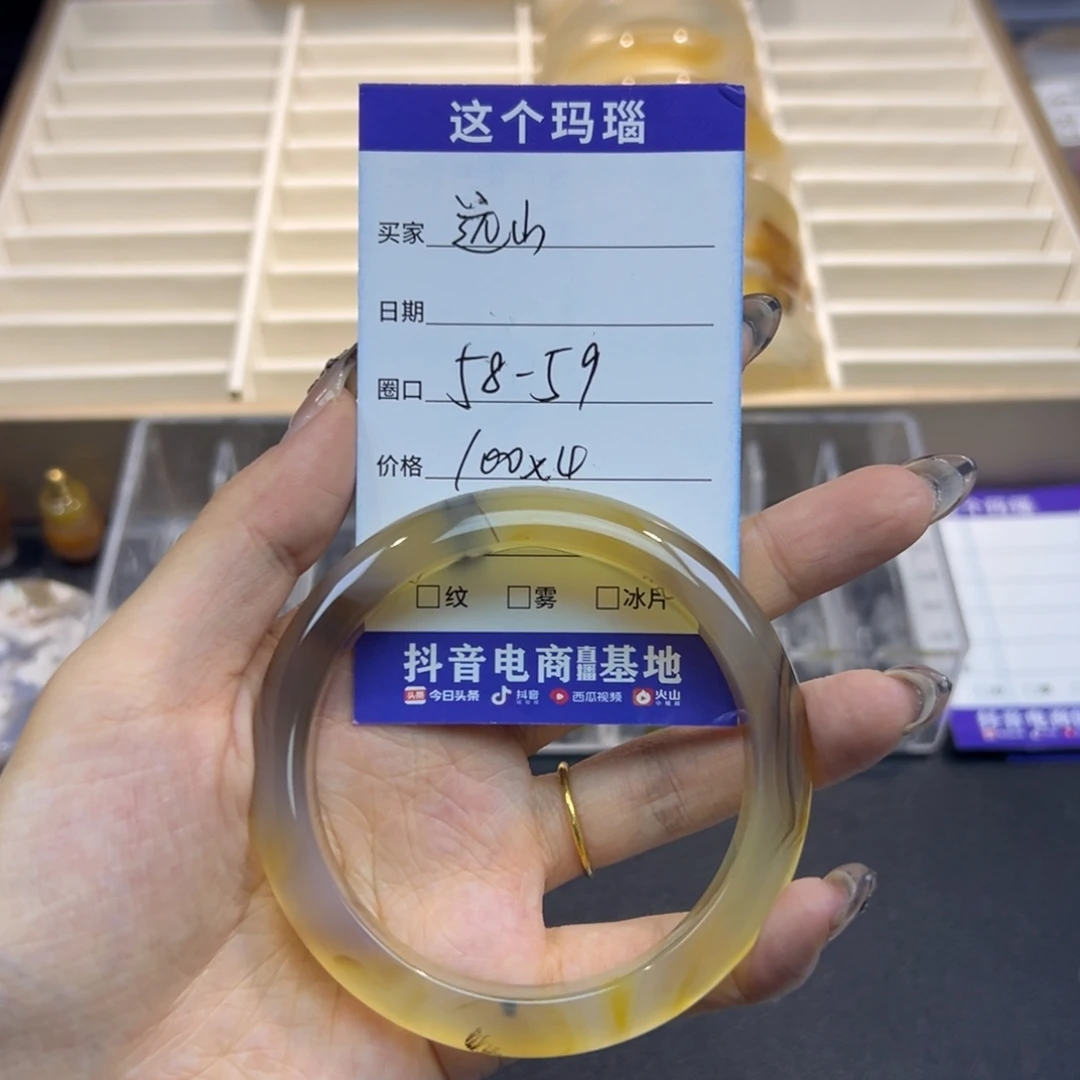 这个玛瑙
买家 远山
日期
圈口 58-59
价格 100x4
□纹 □雾 □冰片
抖音电商直播基地
头条 今日头条 抖音 西瓜视频 火山